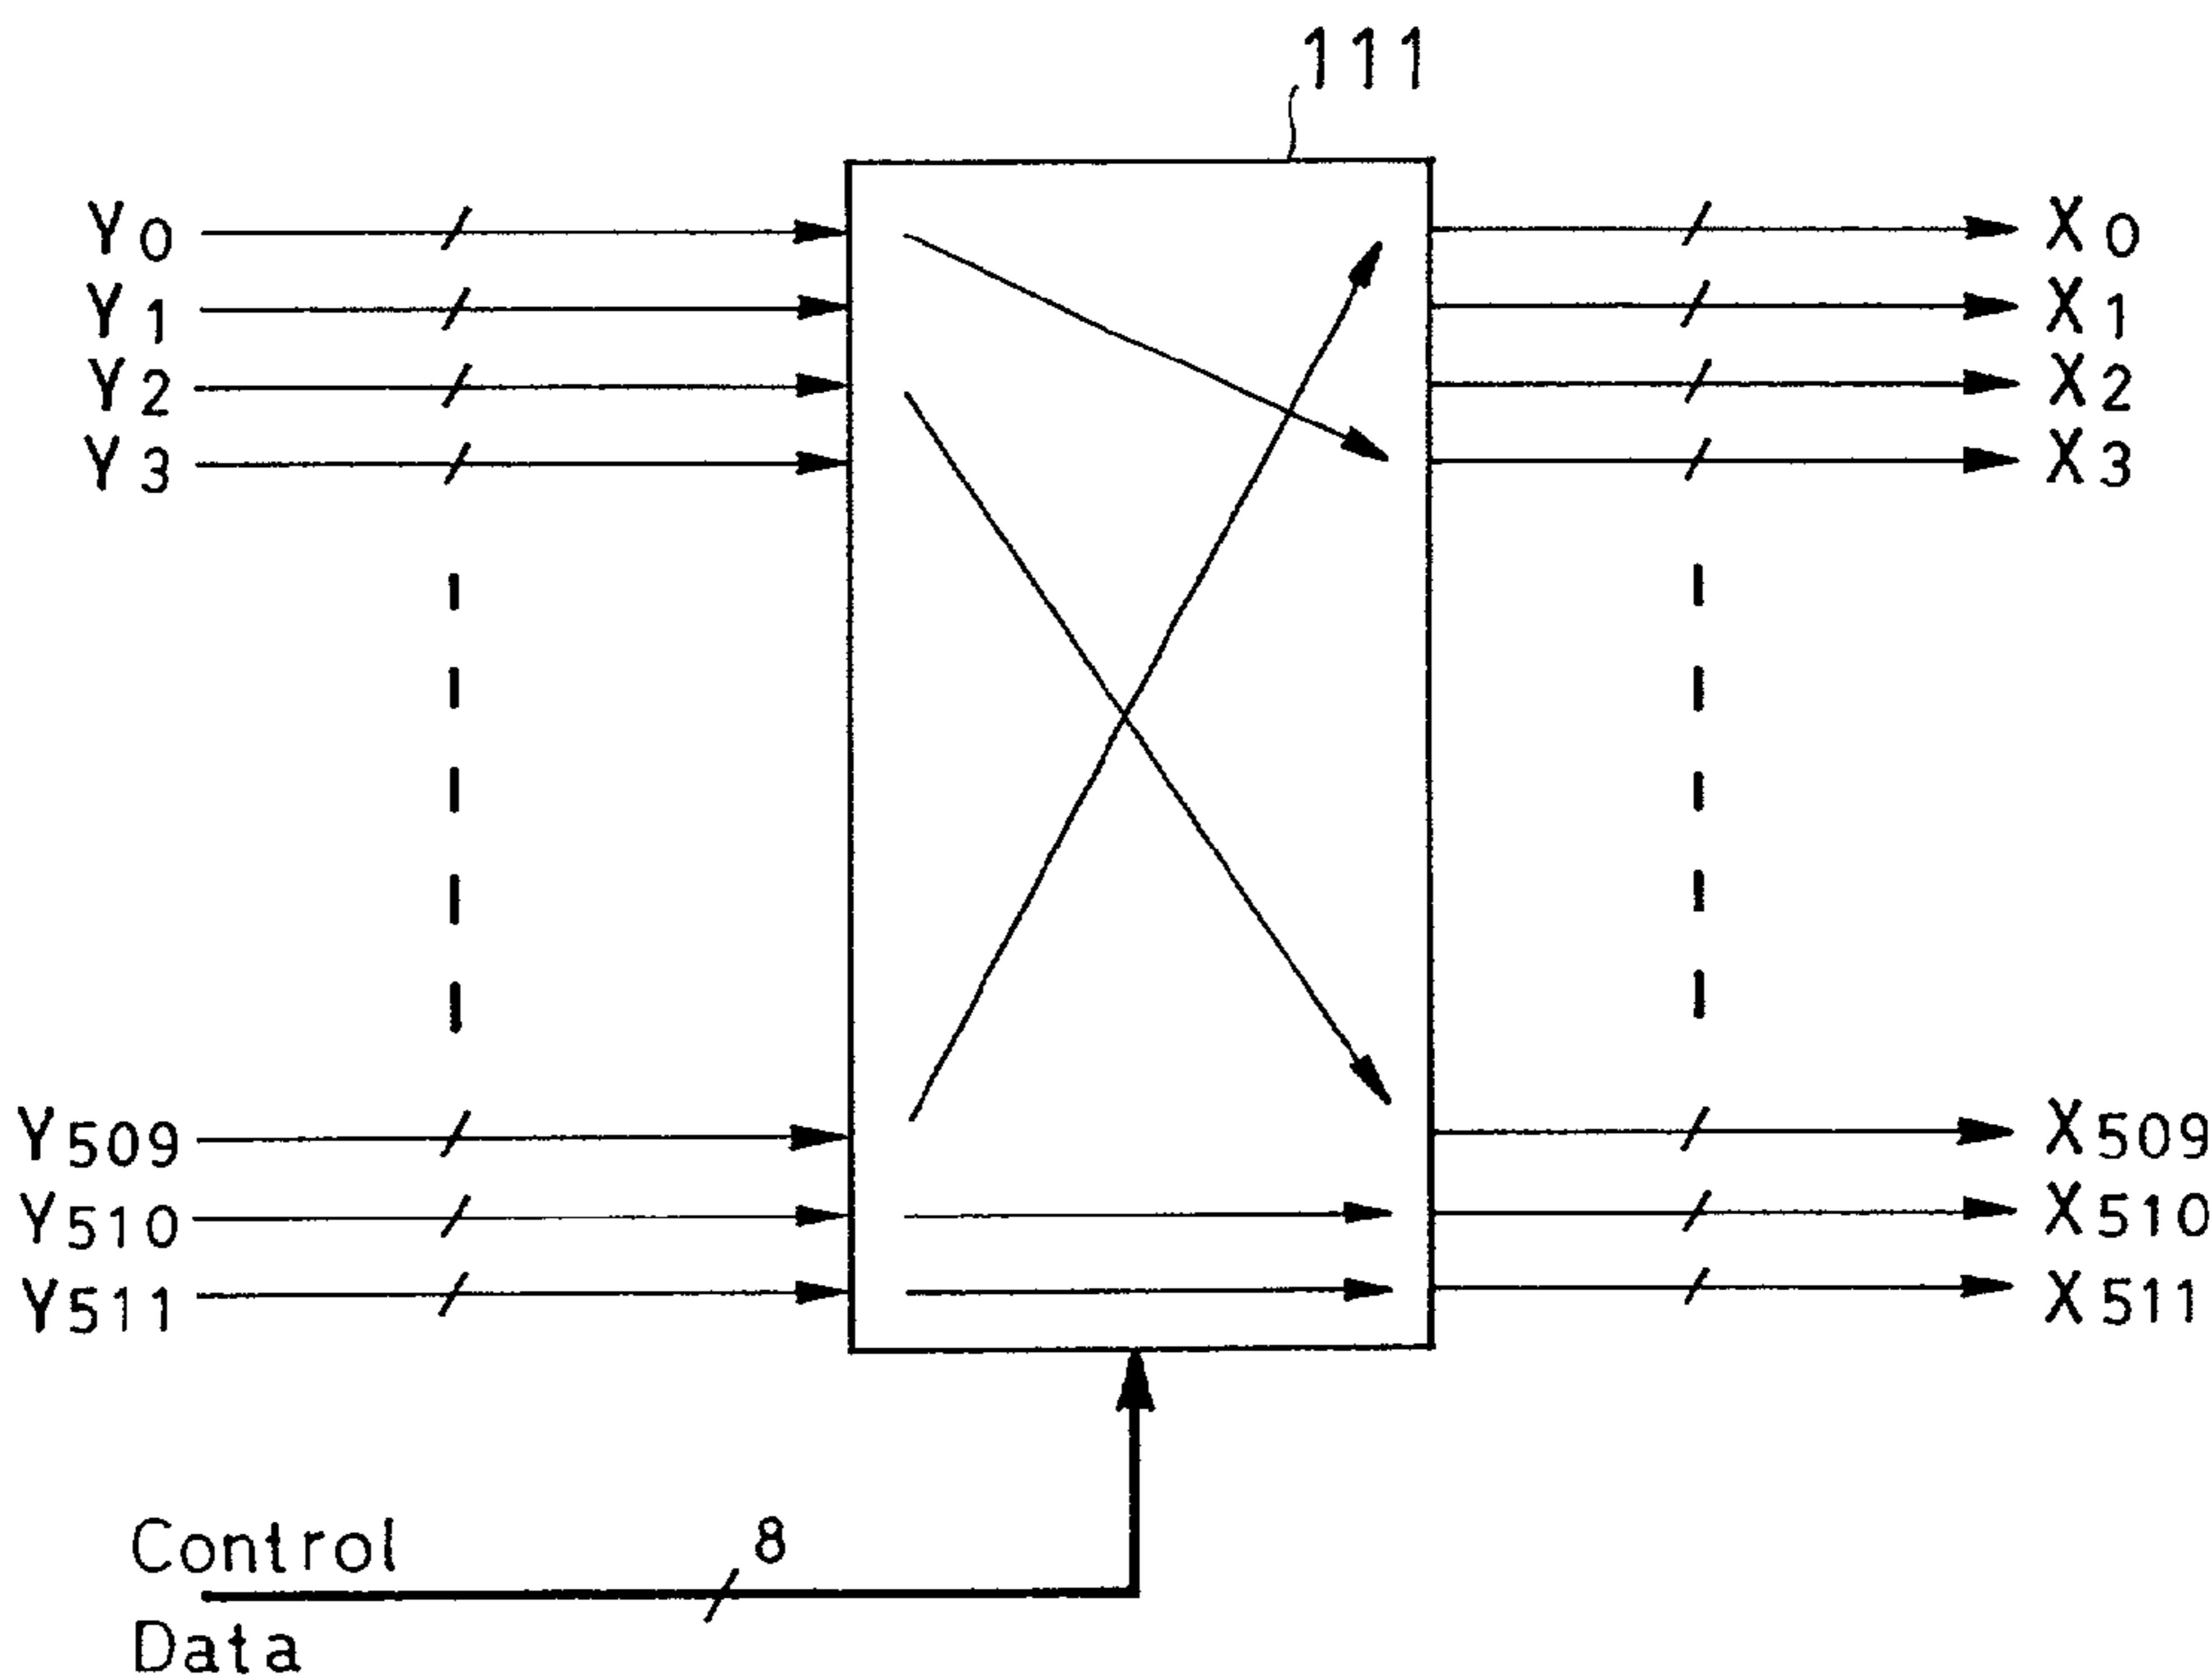 111
Y0 X0
Y1 X1
Y2 X2
Y3 X3
Y509 X509
Y510 X510
Y511 X511
8
Control
Data